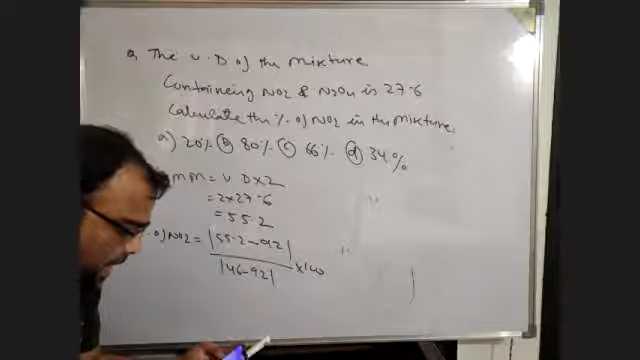 Q. The V.D of the mixture
Containeing NO2 & N2O4 is 27.6
Calculate the % of NO2 in the mixture.
a) 20% (b) 80% (c) 66% (d) 34%
mm = V D×2
= 2×27.6
= 55.2
. of NO2 = |55.2-92|
|46-92| ×100